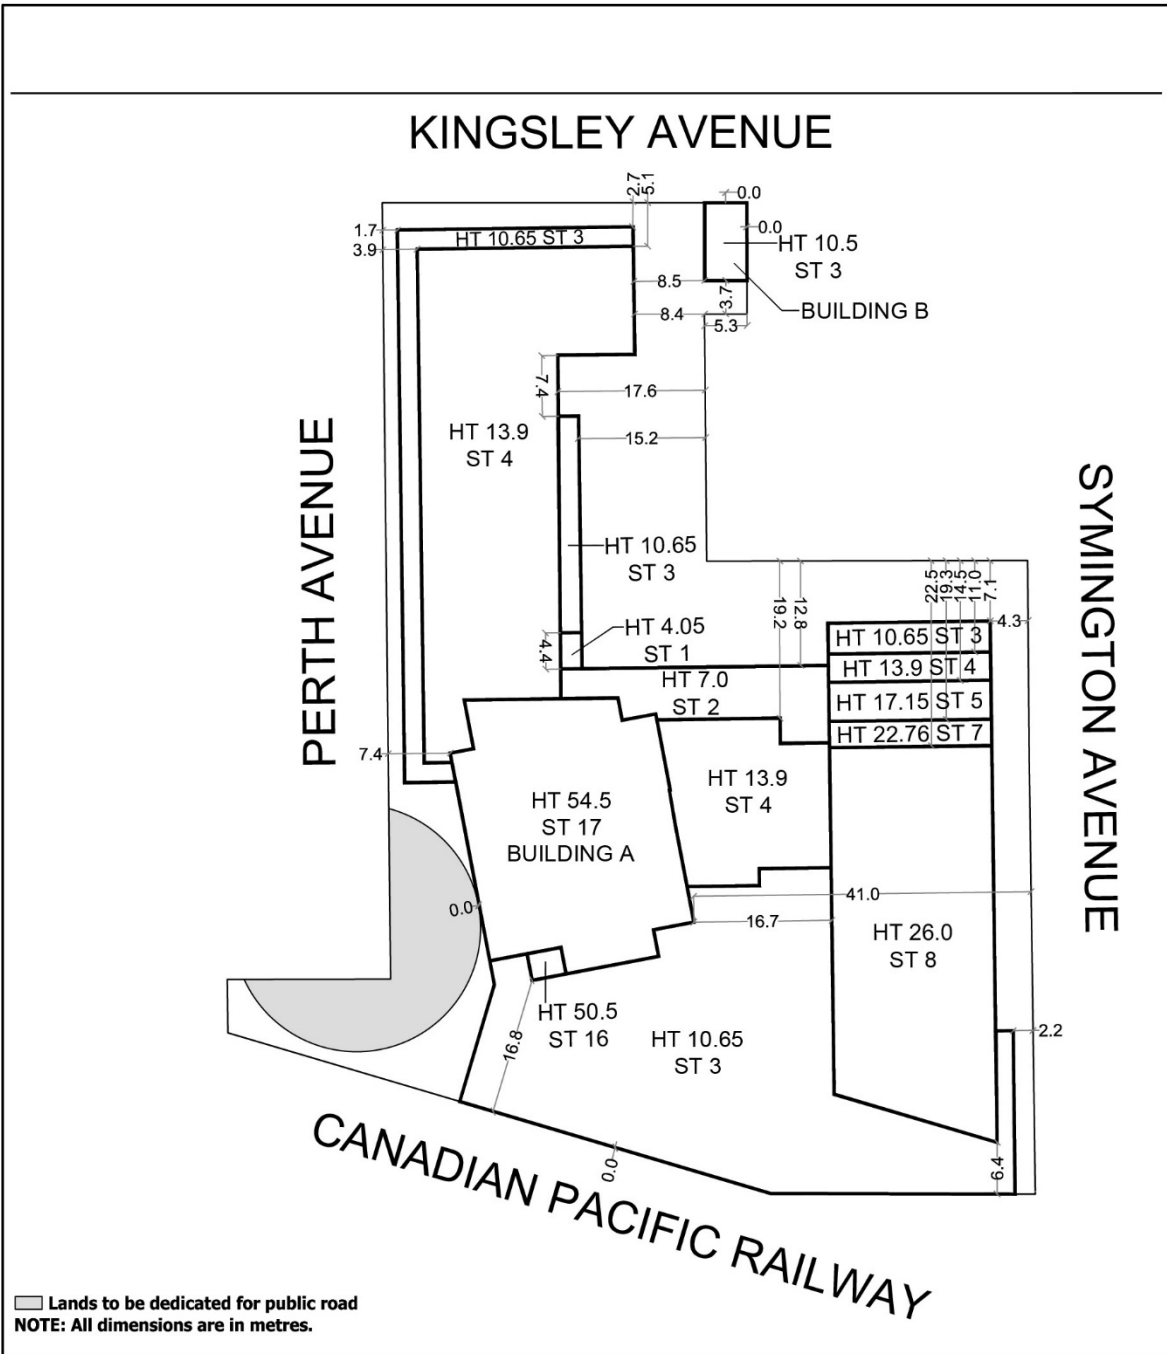 KINGSLEY AVENUE
2.7
5.1
0.0
1.7
HT 10.65 ST 3
0.0
3.9
HT 10.5
ST 3
8.5
3.7
BUILDING B
8.4
5.3
7.4
17.6
HT 13.9
ST 4
15.2
PERTH AVENUE
SYMINGTON AVENUE
HT 10.65
ST 3
19.2
12.8
22.5
19.3
14.5
11.0
7.1
4.3
HT 4.05
ST 1
4.4
HT 10.65 ST 3
HT 13.9 ST 4
HT 7.0
ST 2
HT 17.15 ST 5
HT 22.76 ST 7
7.4
HT 13.9
ST 4
HT 54.5
ST 17
BUILDING A
41.0
0.0
16.7
HT 26.0
ST 8
HT 50.5
ST 16
16.8
HT 10.65
ST 3
2.2
0.0
6.4
CANADIAN PACIFIC RAILWAY
Lands to be dedicated for public road
NOTE: All dimensions are in metres.